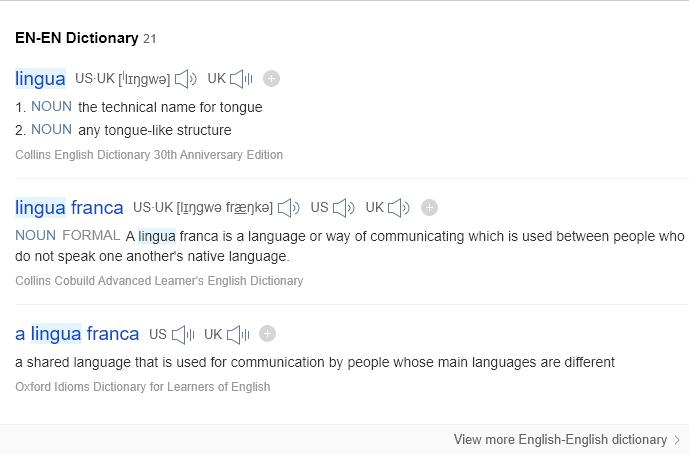 EN-EN Dictionary 21
lingua US·UK [ˈlɪŋɡwə] UK
1. NOUN the technical name for tongue
2. NOUN any tongue-like structure
Collins English Dictionary 30th Anniversary Edition
lingua franca US·UK [lɪŋɡwə fræŋkə] US UK
NOUN FORMAL A lingua franca is a language or way of communicating which is used between people who
do not speak one another's native language.
Collins Cobuild Advanced Learner's English Dictionary
a lingua franca US UK
a shared language that is used for communication by people whose main languages are different
Oxford Idioms Dictionary for Learners of English
View more English-English dictionary